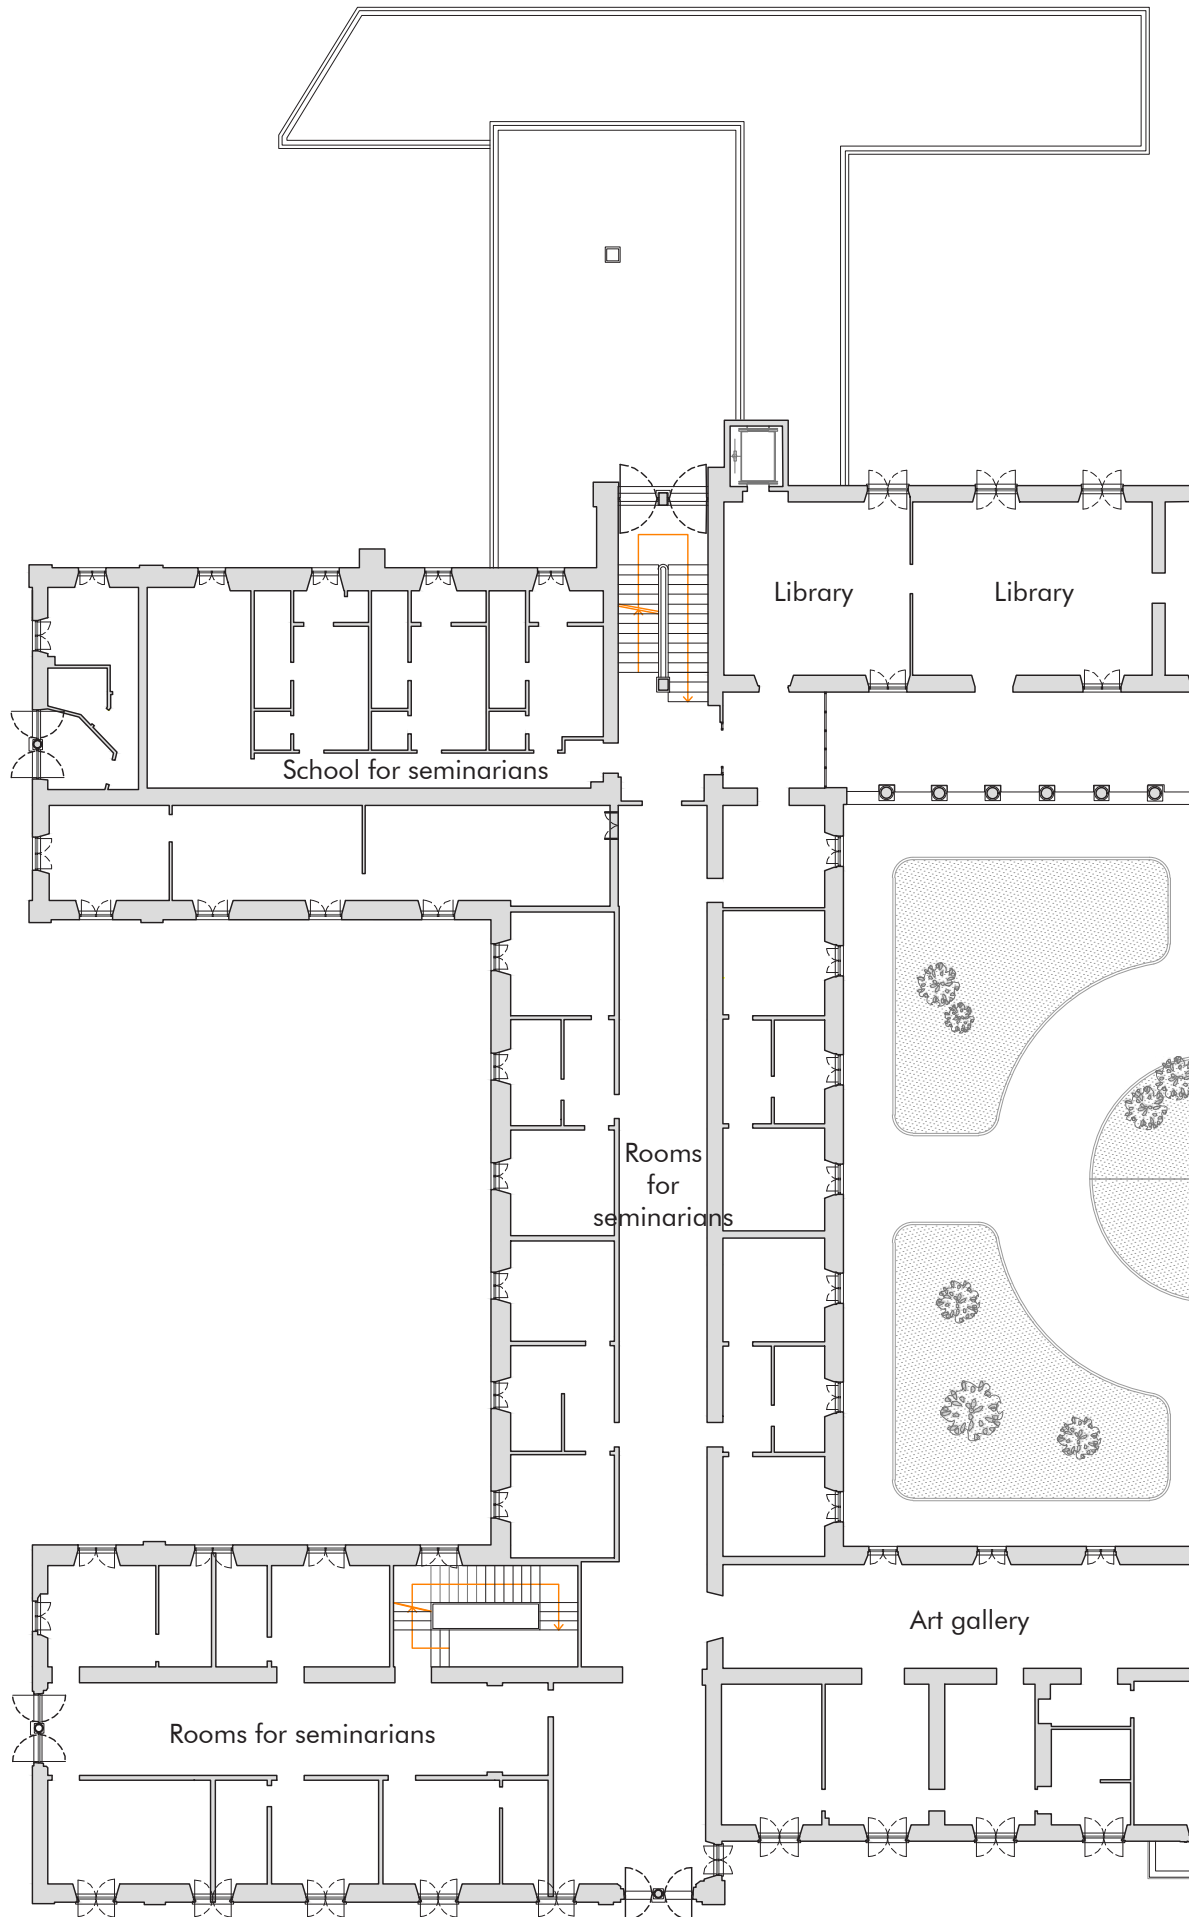 Library
Library
School for seminarians
Rooms
for
seminarians
Art gallery
Rooms for seminarians